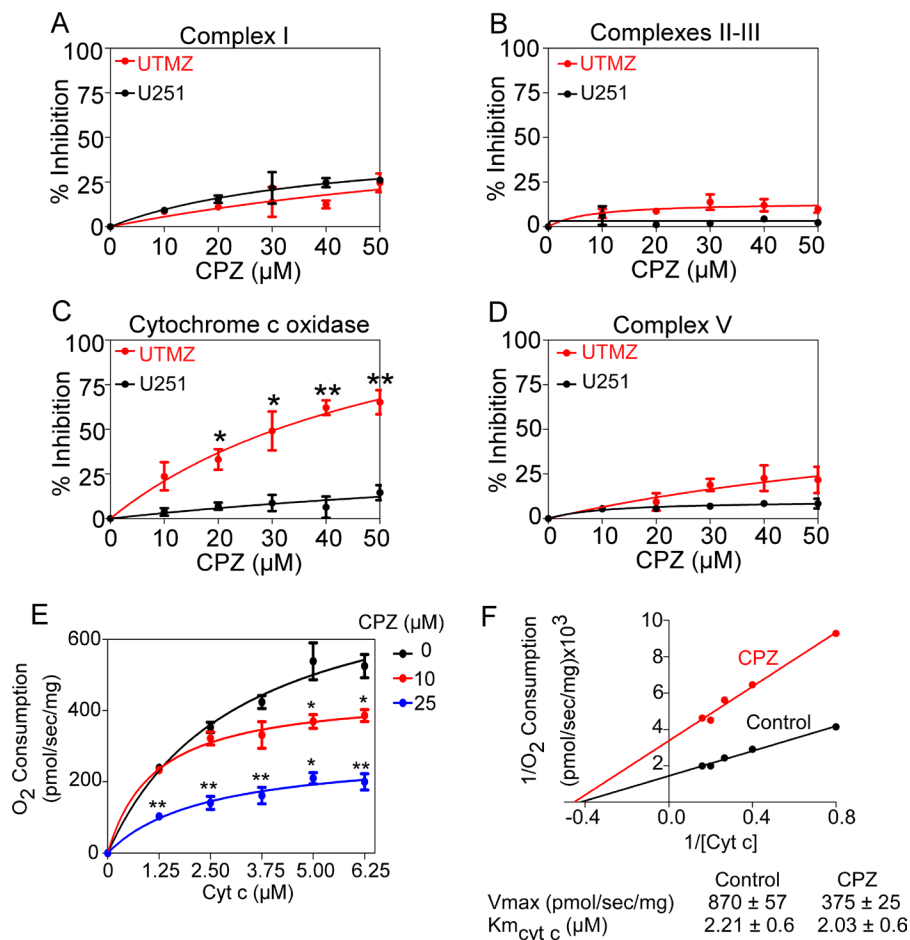 A
Complex I
UTMZ
U251
100
75
50
25
0
% Inhibition
0 10 20 30 40 50
CPZ (µM)
B
Complexes II-III
UTMZ
U251
100
75
50
25
0
% Inhibition
0 10 20 30 40 50
CPZ (µM)
C
Cytochrome c oxidase
UTMZ
U251
* * ** **
100
75
50
25
0
% Inhibition
0 10 20 30 40 50
CPZ (µM)
D
Complex V
UTMZ
U251
100
75
50
25
0
% Inhibition
0 10 20 30 40 50
CPZ (µM)
E
CPZ (µM)
0
10
25
600
400
200
0
O2 Consumption
(pmol/sec/mg)
* *
** ** ** * **
0 1.25 2.50 3.75 5.00 6.25
Cyt c (µM)
F
1/O2 Consumption
(pmol/sec/mg)x10^3
10
8
6
4
2
CPZ
Control
-0.4 0.0 0.4 0.8
1/[Cyt c]
Control CPZ
Vmax (pmol/sec/mg) 870 ± 57 375 ± 25
Kmcyt c (µM) 2.21 ± 0.6 2.03 ± 0.6